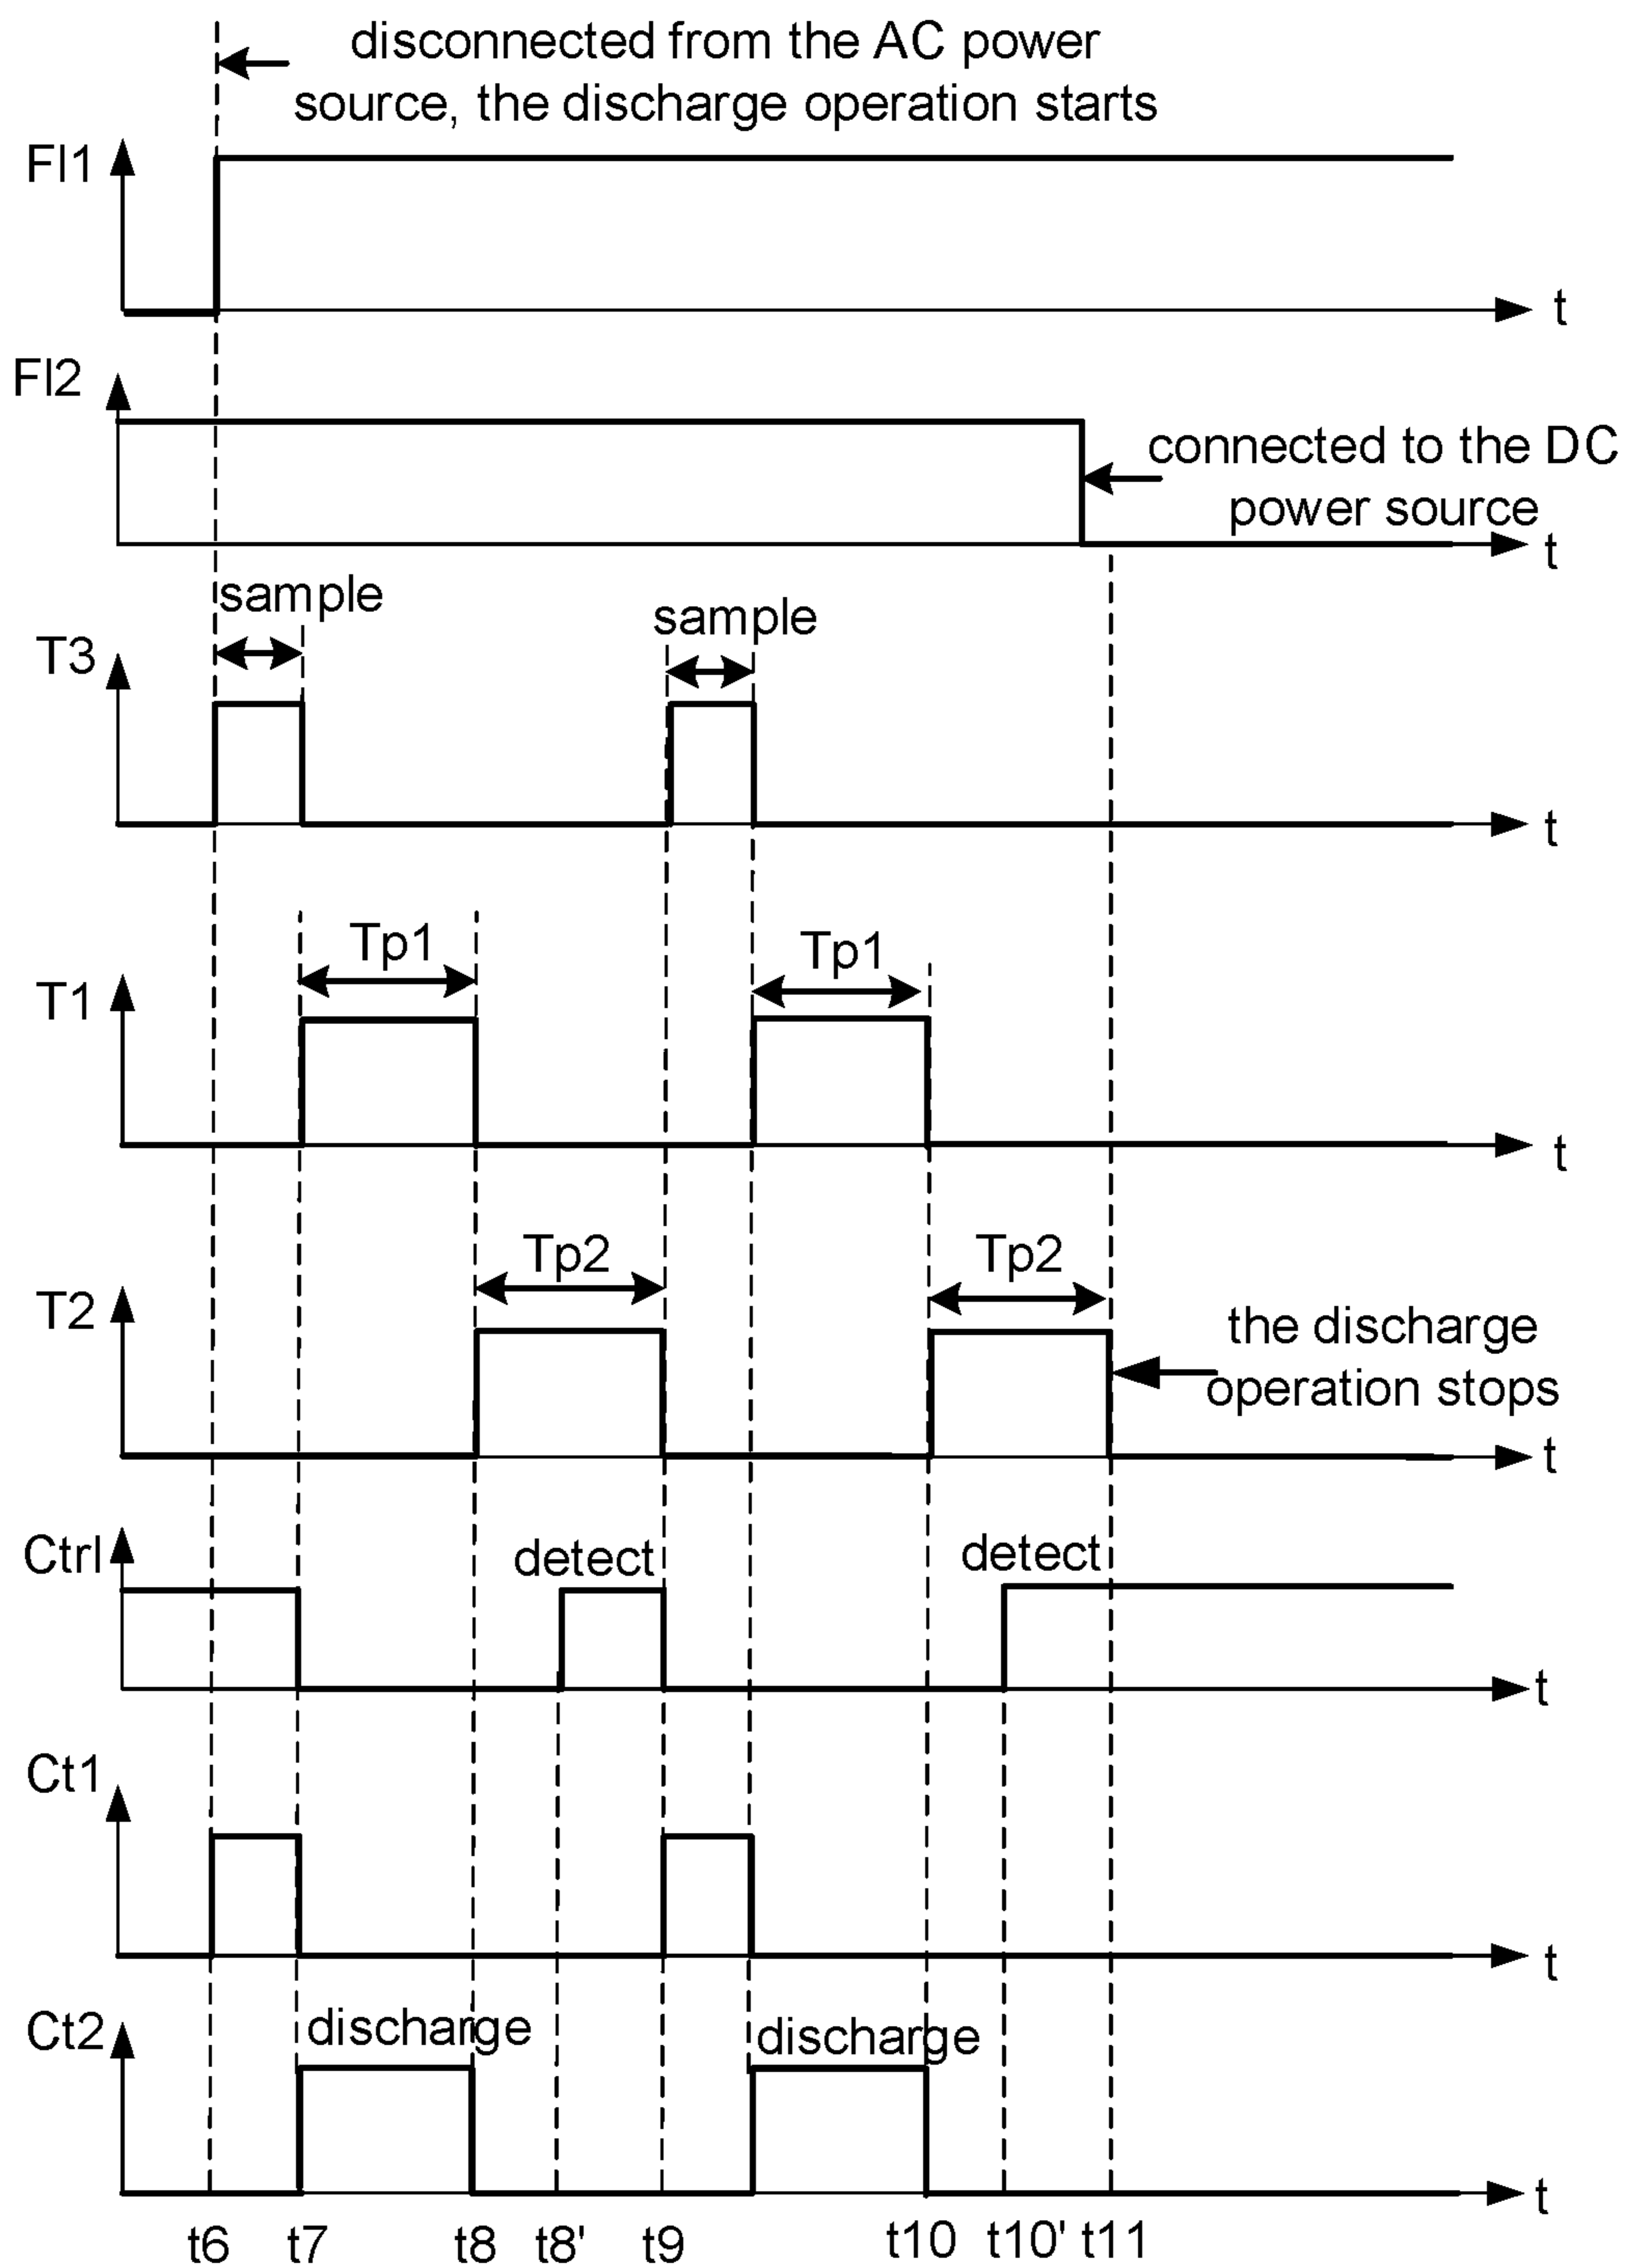 disconnected from the AC power
source, the discharge operation starts
Fl1
t
Fl2
connected to the DC
power source
t
sample
sample
T3
t
Tp1
Tp1
T1
t
Tp2
Tp2
T2
the discharge
operation stops
t
Ctrl
detect
detect
t
Ct1
t
Ct2
discharge
discharge
t
t6
t7
t8
t8'
t9
t10
t10'
t11